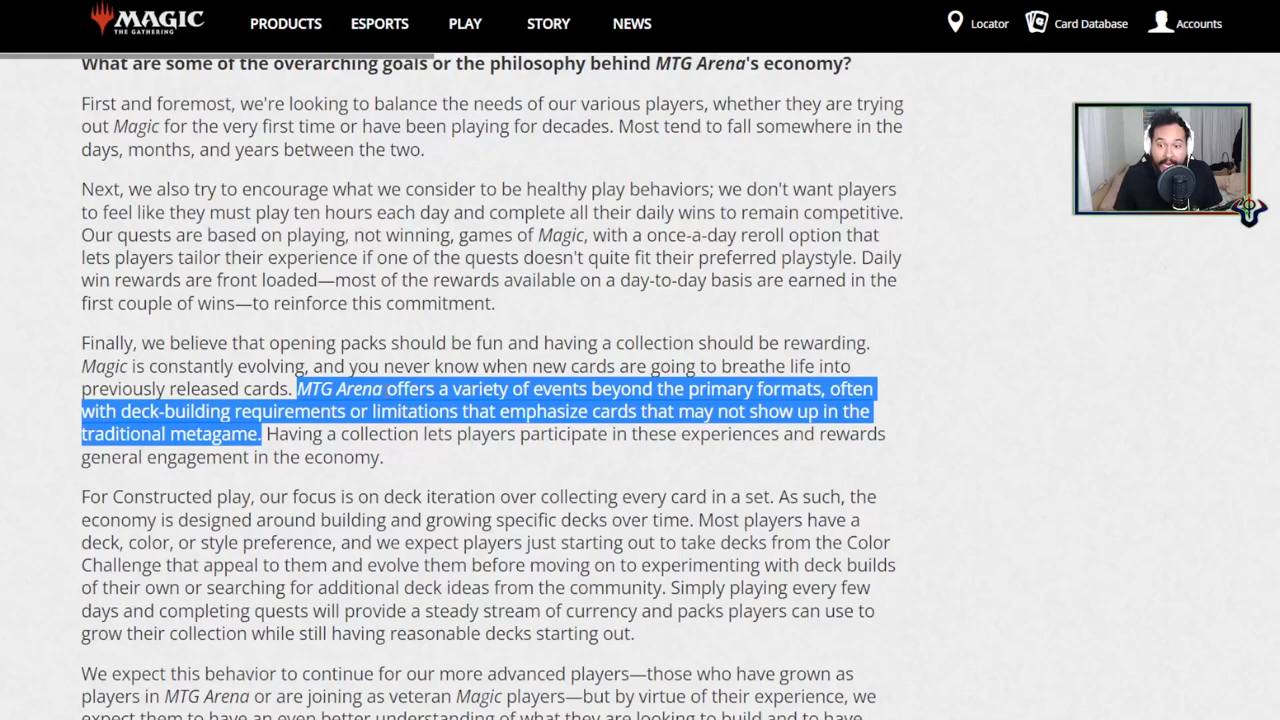 MAGIC
THE GATHERING
PRODUCTS ESPORTS PLAY STORY NEWS Locator Card Database Accounts
What are some of the overarching goals or the philosophy behind MTG Arena's economy?
First and foremost, we're looking to balance the needs of our various players, whether they are trying
out Magic for the very first time or have been playing for decades. Most tend to fall somewhere in the
days, months, and years between the two.
Next, we also try to encourage what we consider to be healthy play behaviors; we don't want players
to feel like they must play ten hours each day and complete all their daily wins to remain competitive.
Our quests are based on playing, not winning, games of Magic, with a once-a-day reroll option that
lets players tailor their experience if one of the quests doesn't quite fit their preferred playstyle. Daily
win rewards are front loaded—most of the rewards available on a day-to-day basis are earned in the
first couple of wins—to reinforce this commitment.
Finally, we believe that opening packs should be fun and having a collection should be rewarding.
Magic is constantly evolving, and you never know when new cards are going to breathe life into
previously released cards. MTG Arena offers a variety of events beyond the primary formats, often
with deck-building requirements or limitations that emphasize cards that may not show up in the
traditional metagame. Having a collection lets players participate in these experiences and rewards
general engagement in the economy.
For Constructed play, our focus is on deck iteration over collecting every card in a set. As such, the
economy is designed around building and growing specific decks over time. Most players have a
deck, color, or style preference, and we expect players just starting out to take decks from the Color
Challenge that appeal to them and evolve them before moving on to experimenting with deck builds
of their own or searching for additional deck ideas from the community. Simply playing every few
days and completing quests will provide a steady stream of currency and packs players can use to
grow their collection while still having reasonable decks starting out.
We expect this behavior to continue for our more advanced players—those who have grown as
players in MTG Arena or are joining as veteran Magic players—but by virtue of their experience, we
expect them to have an even better understanding of what they are looking to build and to have